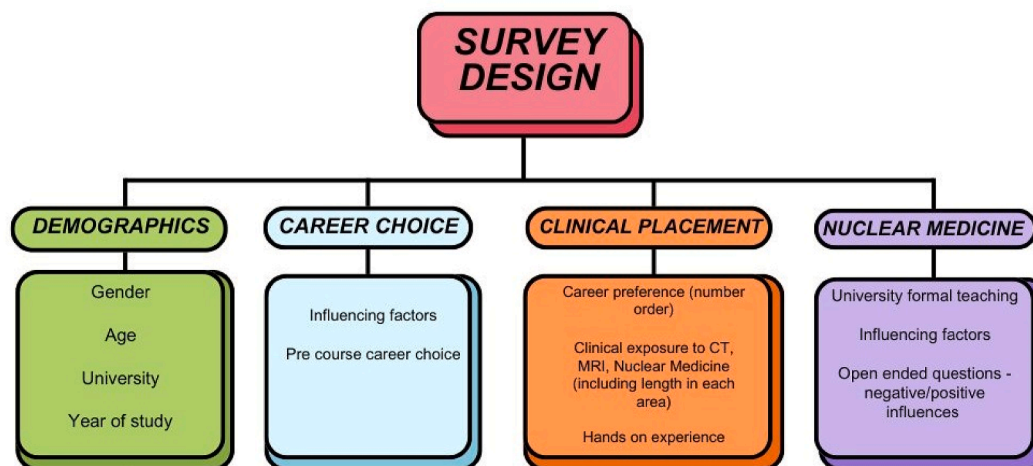 SURVEY
DESIGN
DEMOGRAPHICS
Gender
Age
University
Year of study
CAREER CHOICE
Influencing factors
Pre course career choice
CLINICAL PLACEMENT
Career preference (number
order)
Clinical exposure to CT,
MRI, Nuclear Medicine
(including length in each
area)
Hands on experience
NUCLEAR MEDICINE
University formal teaching
Influencing factors
Open ended questions -
negative/positive
influences